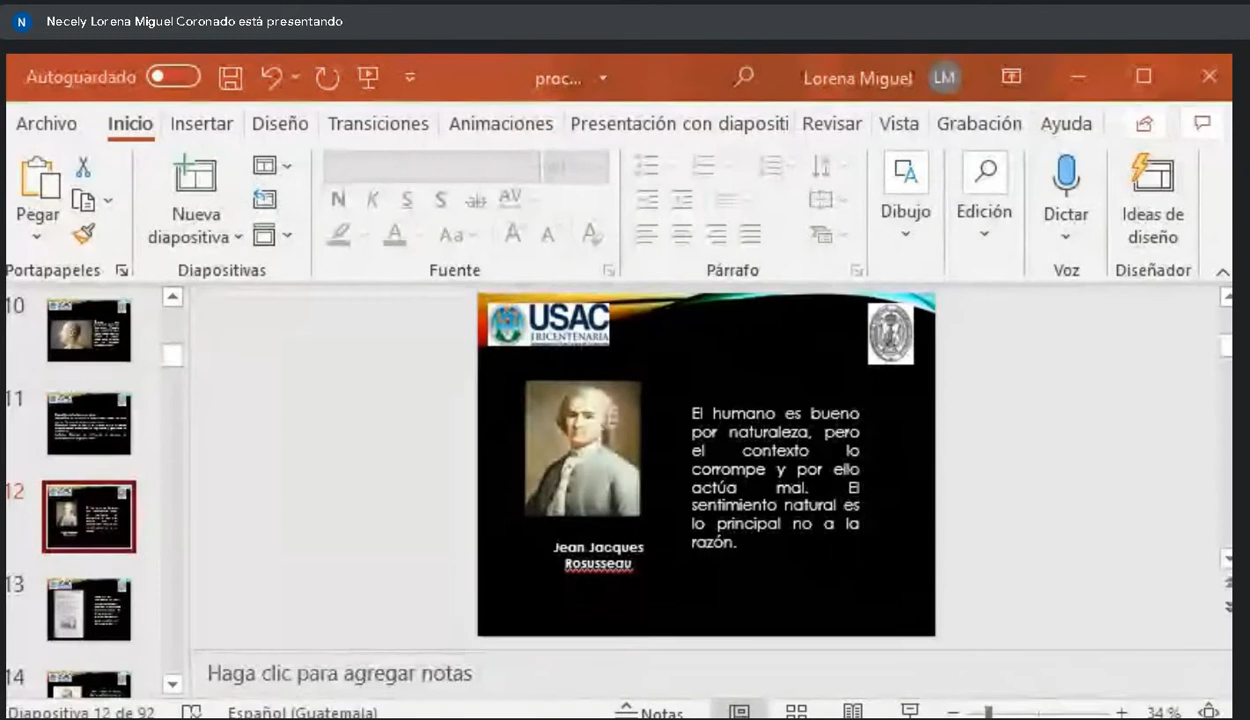 N Necely Lorena Miguel Coronado está presentando
Autoguardado proc... Lorena Miguel LM
Archivo Inicio Insertar Diseño Transiciones Animaciones Presentación con diapositi Revisar Vista Grabación Ayuda
Pegar
Nueva
diapositiva
N K S S ab AV
A Aa A A A
Dibujo
Edición
Dictar
Ideas de
diseño
Portapapeles Diapositivas Fuente Párrafo Voz Diseñador
10
11
12
13
14
USAC
TRICENTENARIA
El humano es bueno
por naturaleza, pero
el contexto lo
corrompe y por ello
actúa mal. El
sentimiento natural es
lo principal no a la
razón.
Jean Jacques
Rosusseau
Haga clic para agregar notas
Diapositiva 12 de 92 Español (Guatemala) Notas 34 %